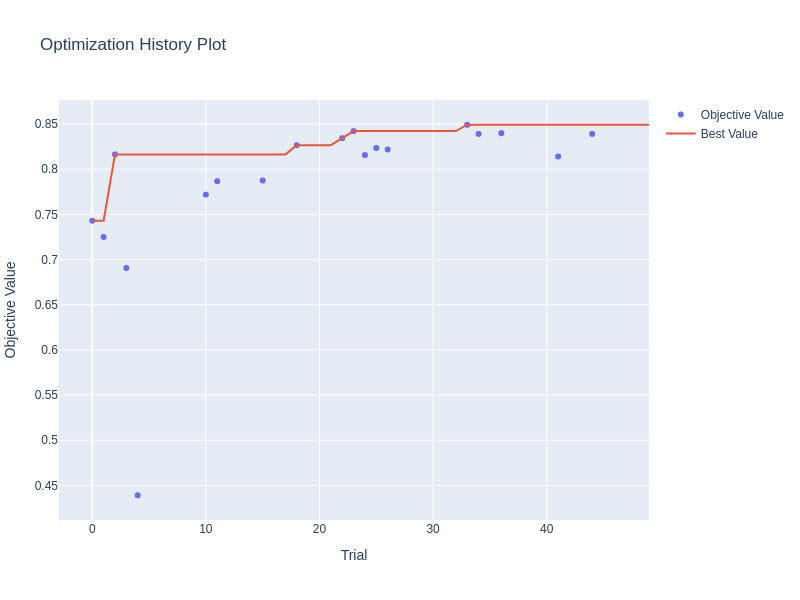 Optimization History Plot
Objective Value
Best Value
0.85
0.8
0.75
0.7
0.65
0.6
0.55
0.5
0.45
Objective Value
0
10
20
30
40
Trial